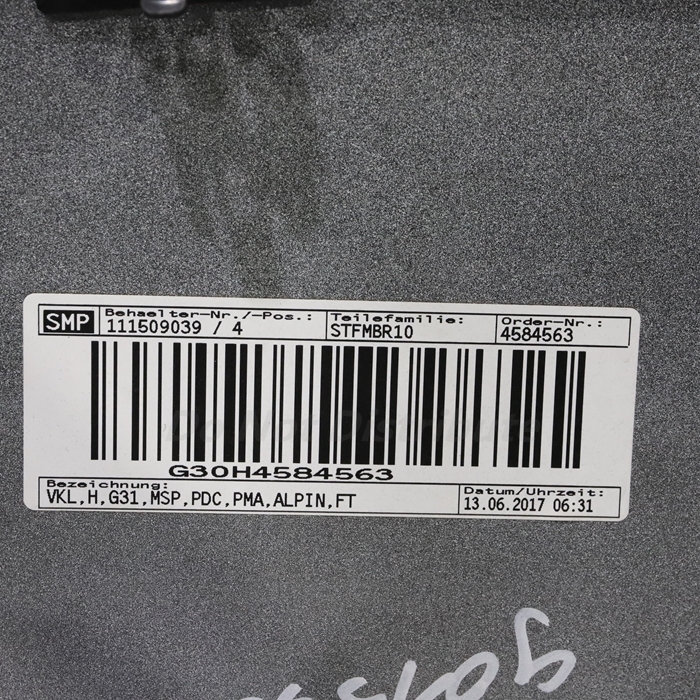 SMP
Behaelter-Nr./-Pos.:
111509039 / 4
Teilefamilie:
STFMBR10
Order-Nr.:
4584563
G30H4584563
Bezeichnung:
VKL,H,G31,MSP,PDC,PMA,ALPIN,FT
Datum/Uhrzeit:
13.06.2017 06:31